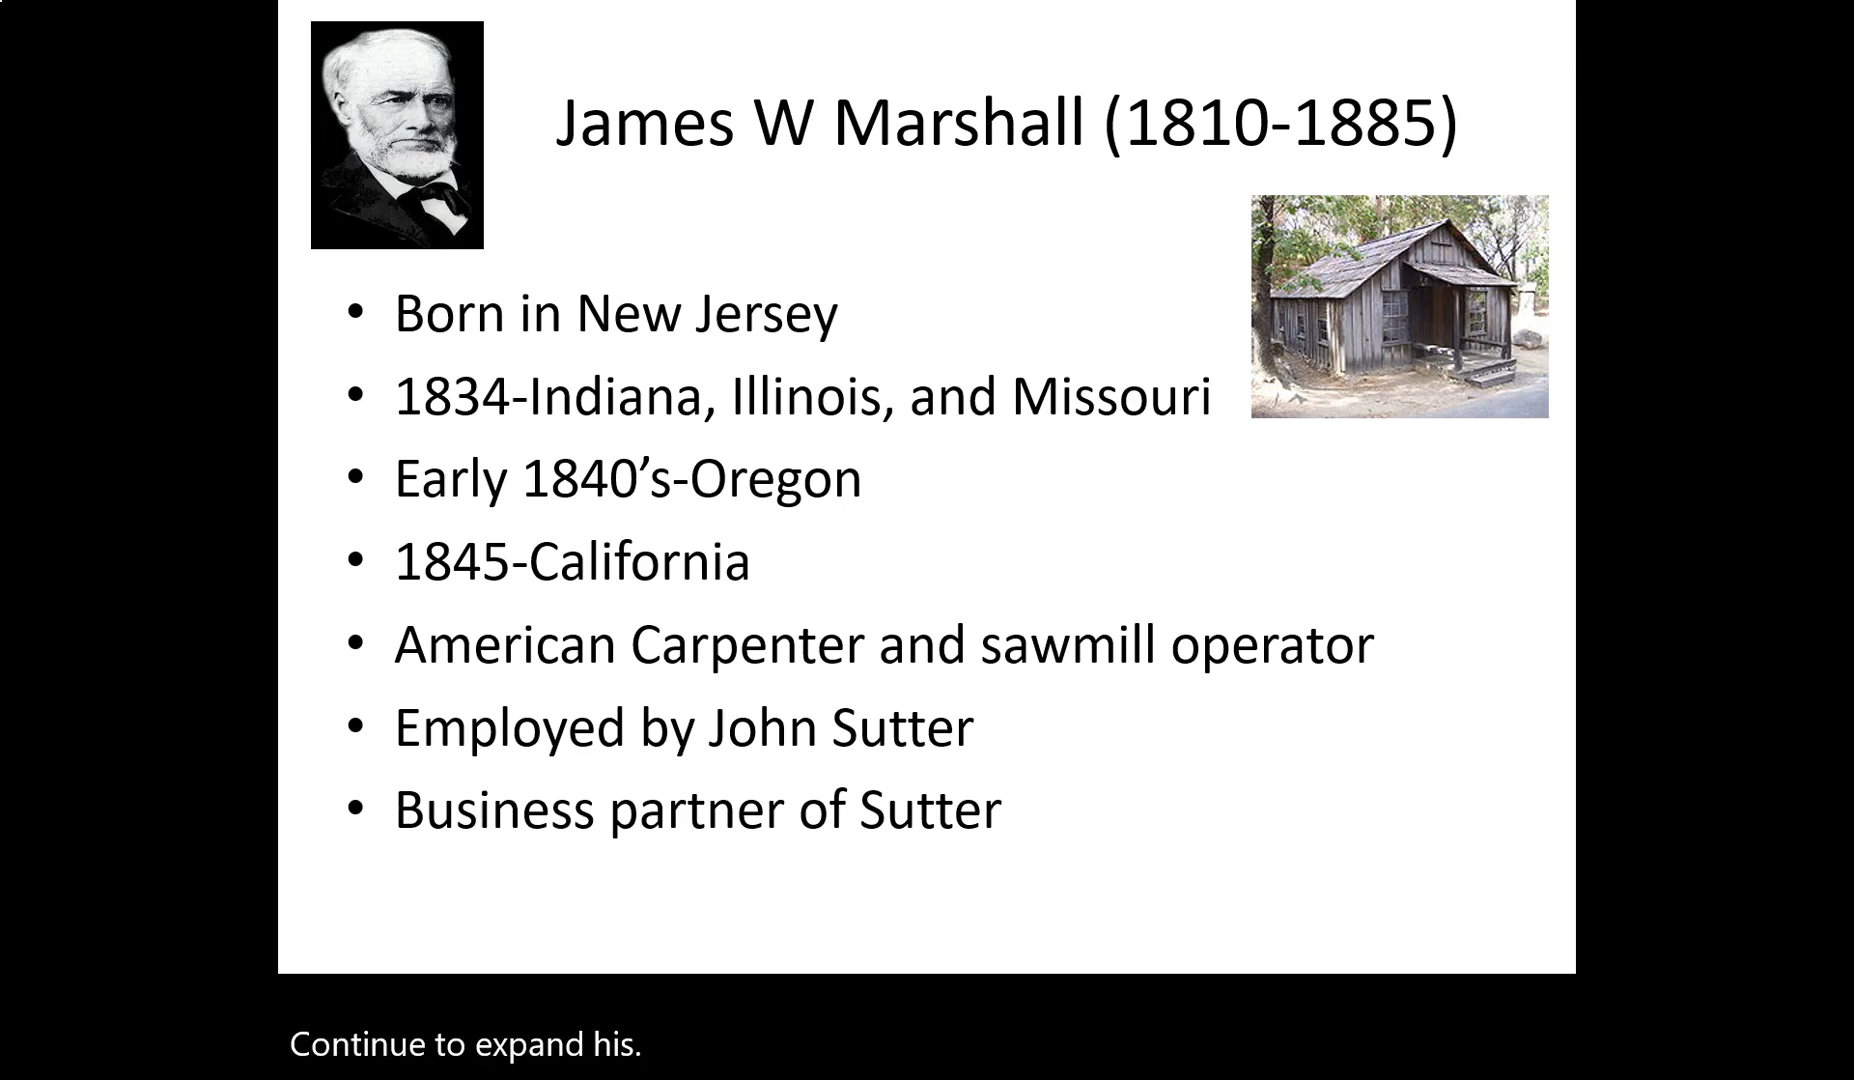 James W Marshall (1810-1885)
• Born in New Jersey
• 1834-Indiana, Illinois, and Missouri
• Early 1840’s-Oregon
• 1845-California
• American Carpenter and sawmill operator
• Employed by John Sutter
• Business partner of Sutter
Continue to expand his.